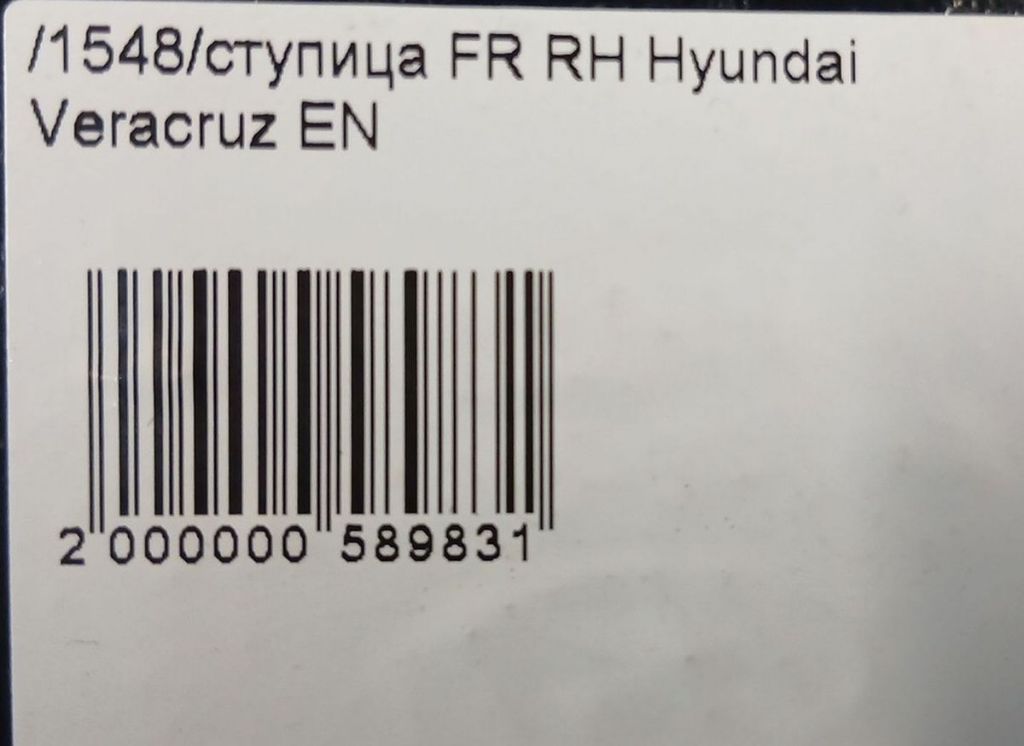 /1548/ступица FR RH Hyundai
Veracruz EN
2 000000 589831